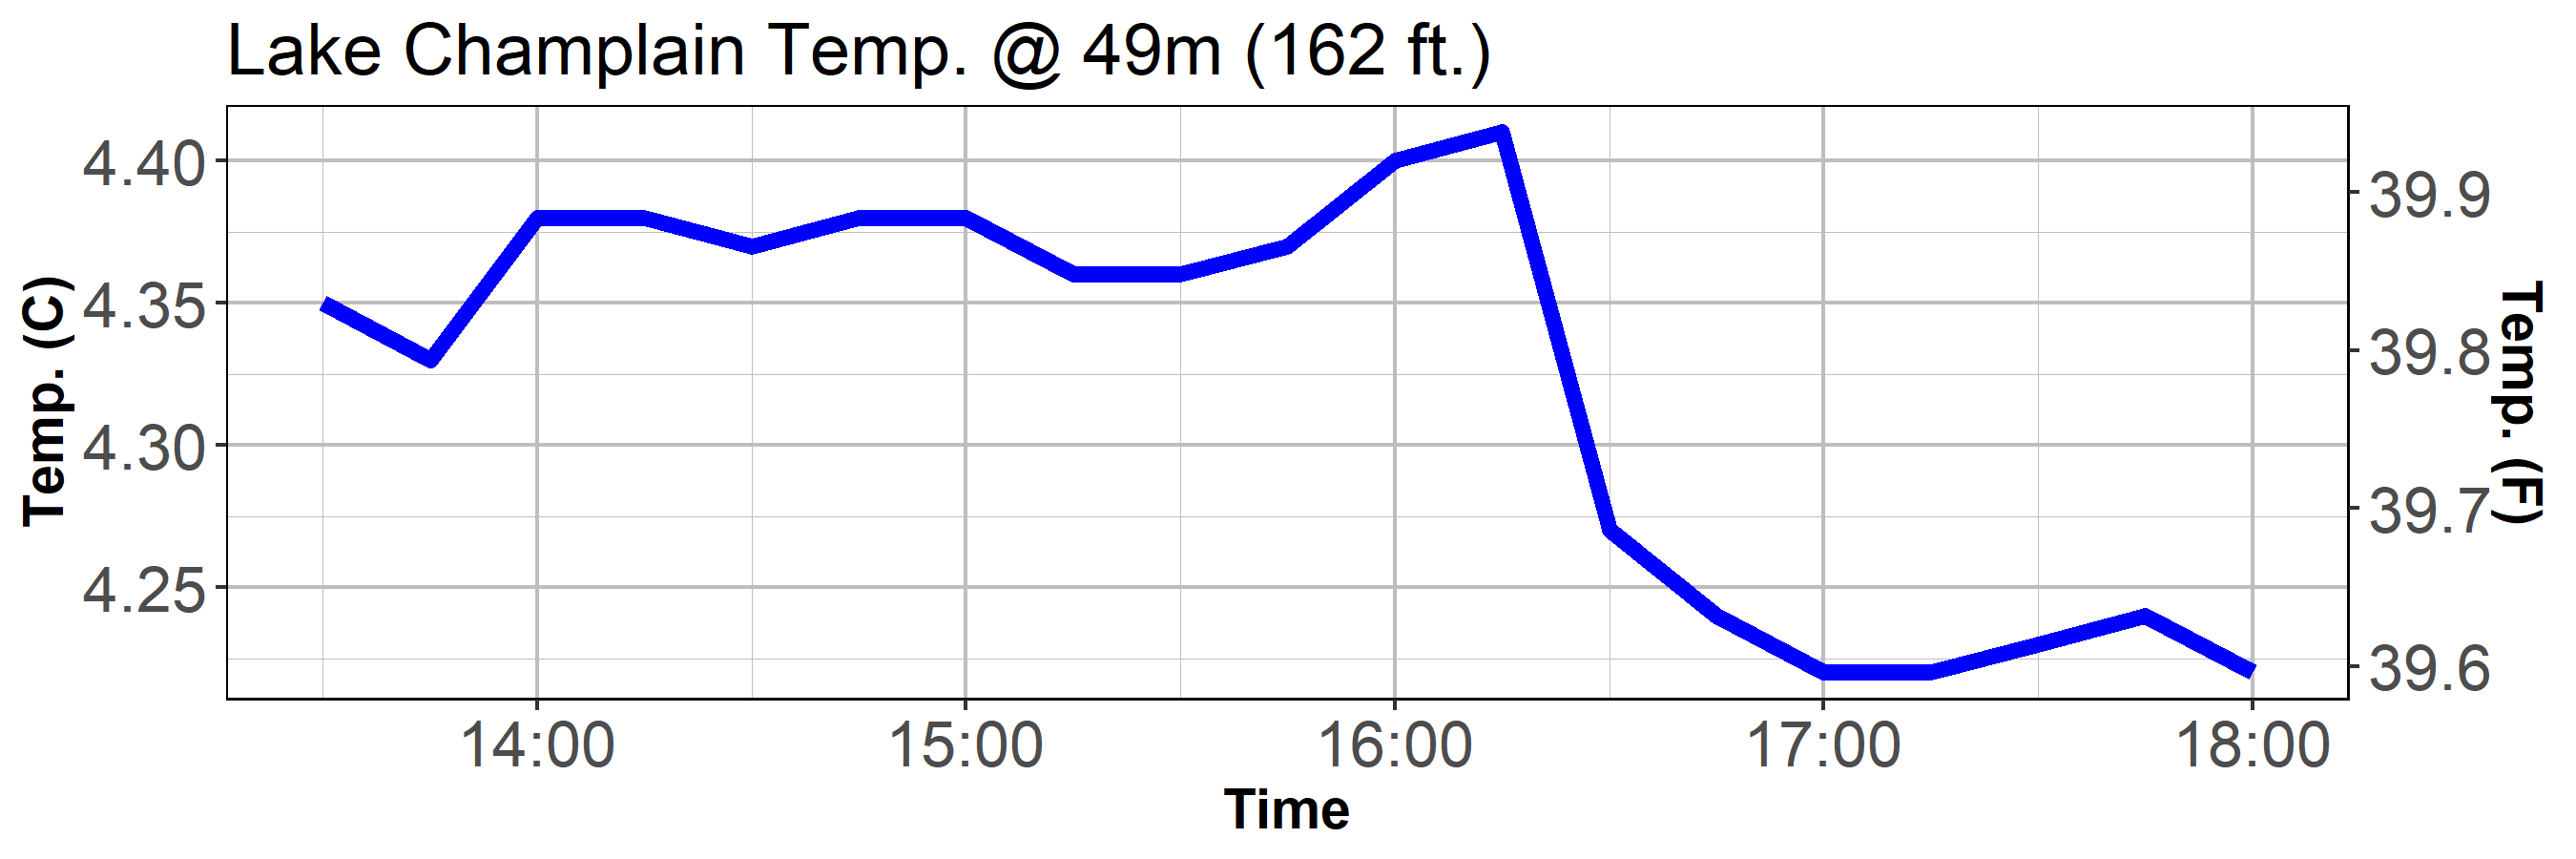 Lake Champlain Temp. @ 49m (162 ft.)
Temp. (C)
4.40
4.35
4.30
4.25
39.9
39.8
39.7
39.6
Temp. (F)
14:00 15:00 16:00 17:00 18:00
Time